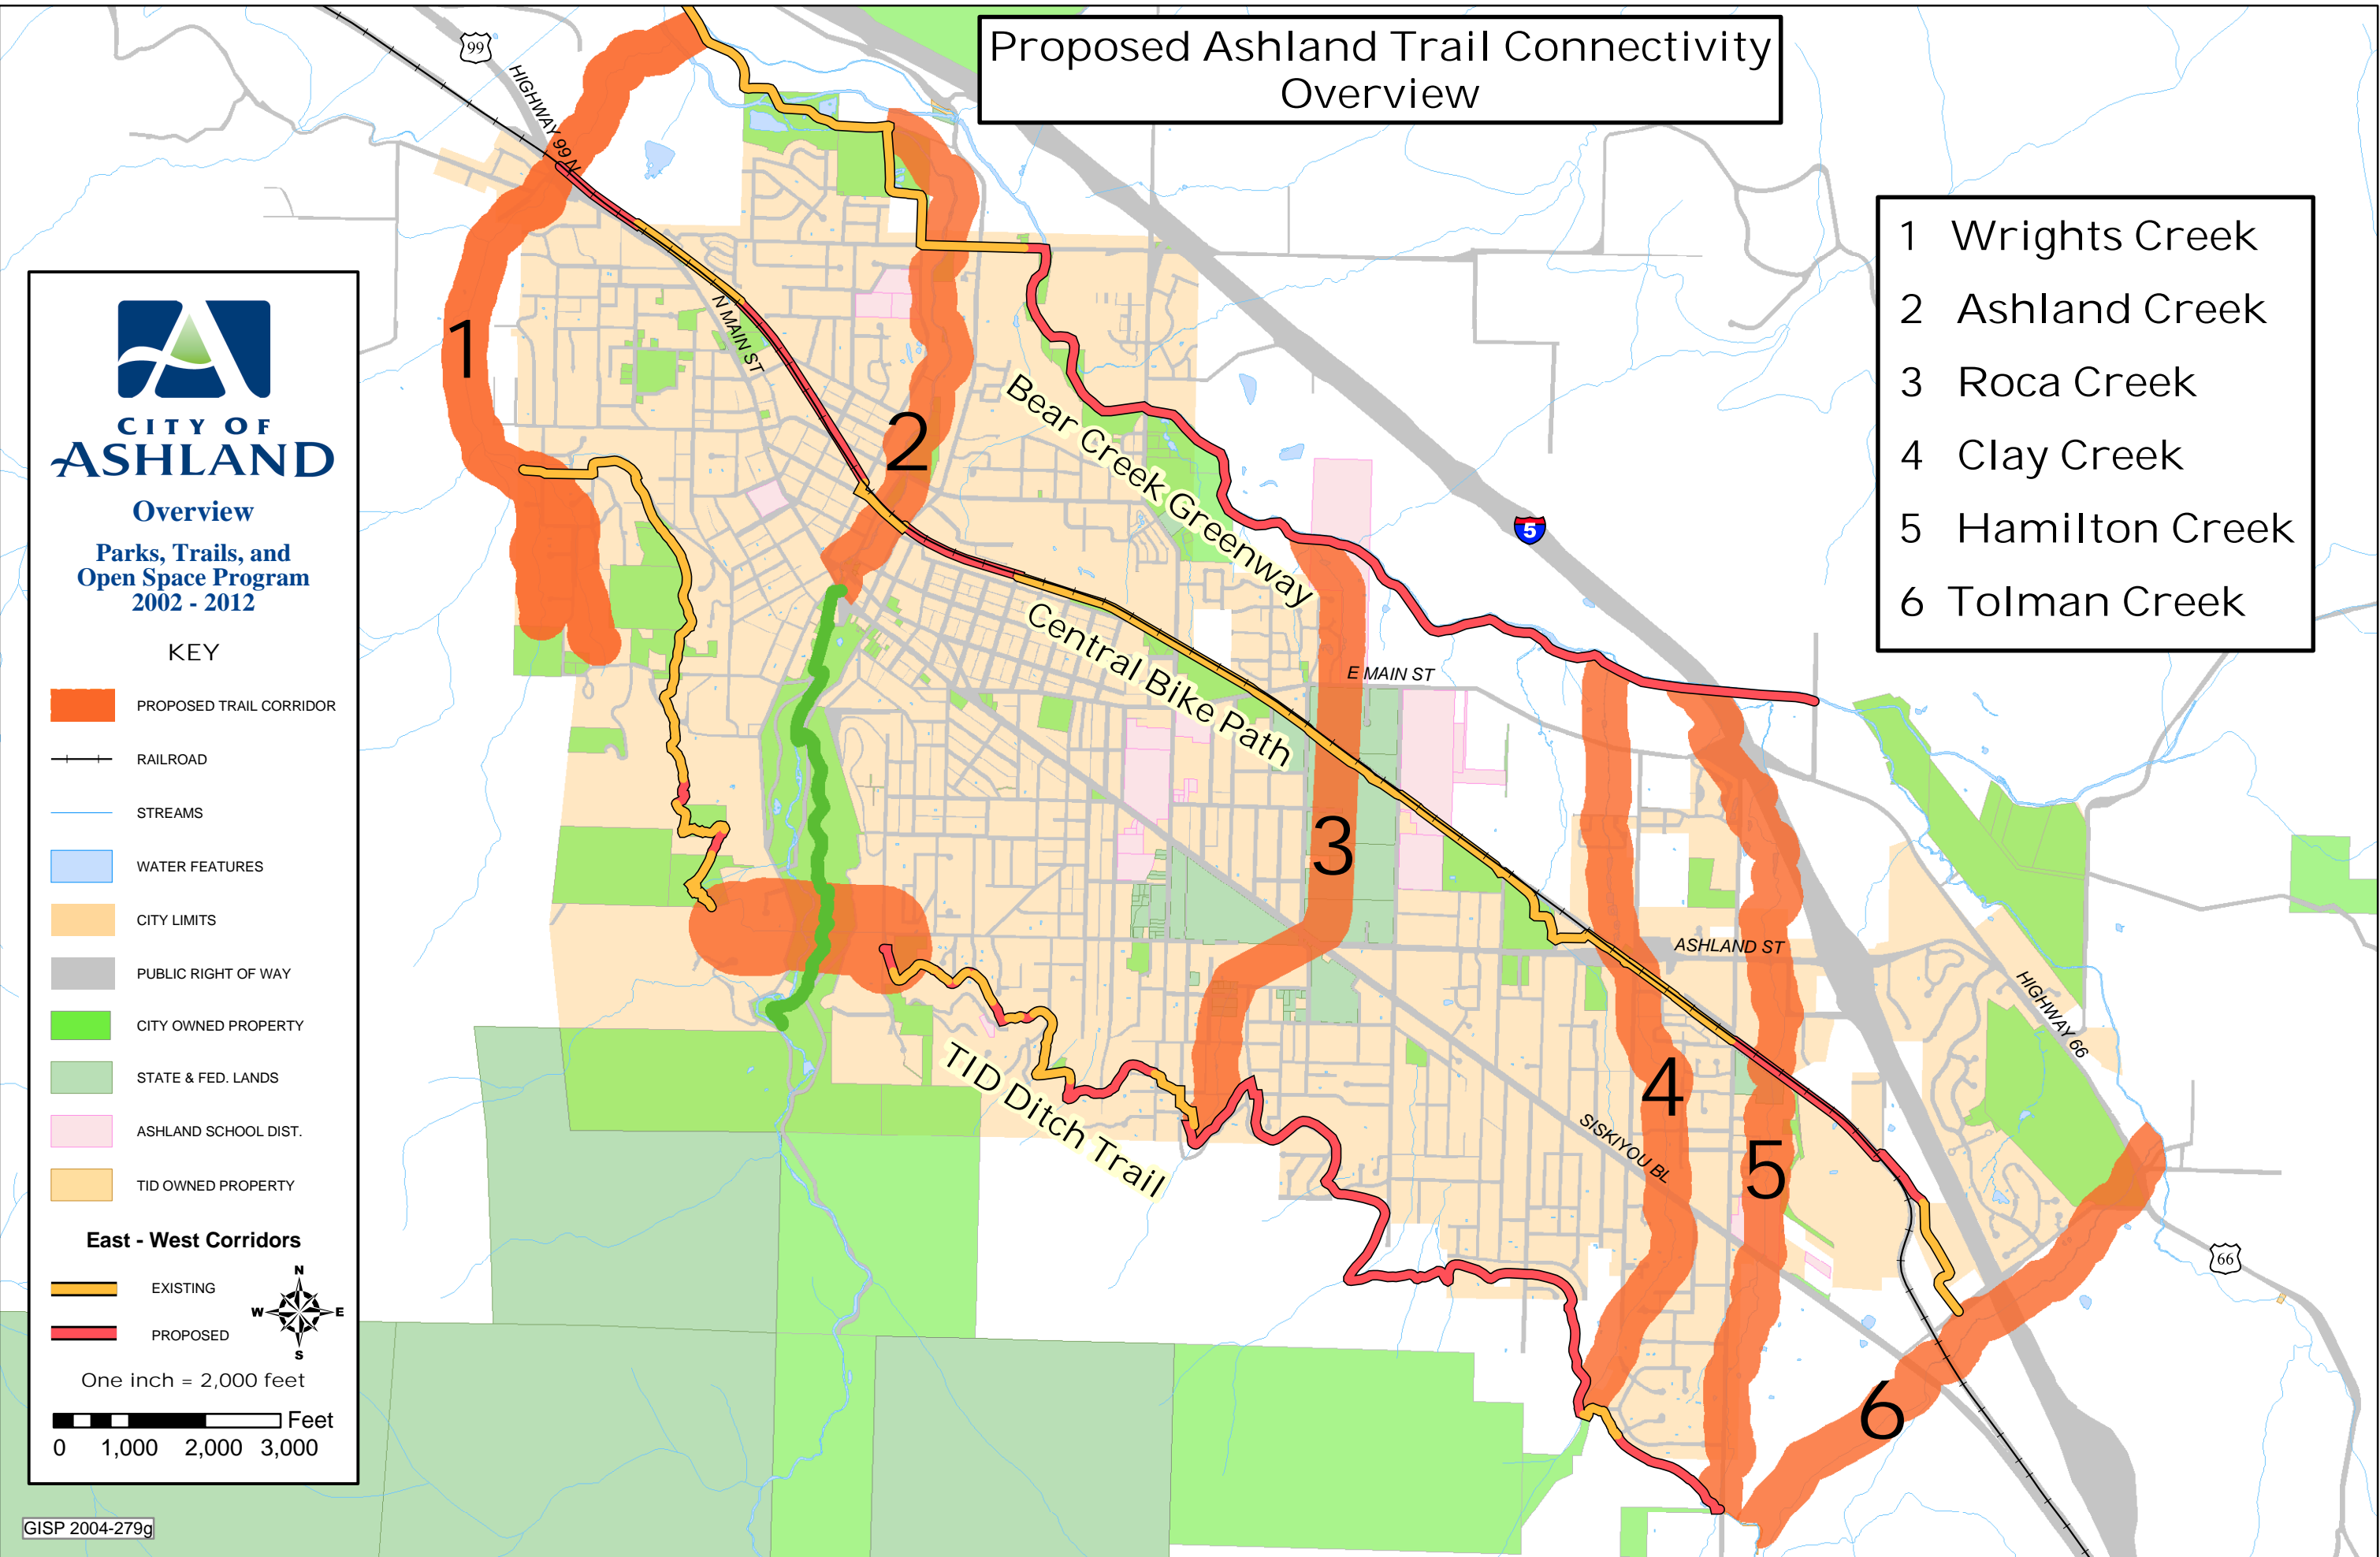 Proposed Ashland Trail Connectivity
Overview
1 Wrights Creek
2 Ashland Creek
3 Roca Creek
4 Clay Creek
5 Hamilton Creek
6 Tolman Creek
CITY OF
ASHLAND
Overview
Parks, Trails, and
Open Space Program
2002 - 2012
KEY
PROPOSED TRAIL CORRIDOR
RAILROAD
STREAMS
WATER FEATURES
CITY LIMITS
PUBLIC RIGHT OF WAY
CITY OWNED PROPERTY
STATE & FED. LANDS
ASHLAND SCHOOL DIST.
TID OWNED PROPERTY
East - West Corridors
EXISTING
PROPOSED
N
W
E
S
One inch = 2,000 feet
Feet
0 1,000 2,000 3,000
GISP 2004-279g
99
HIGHWAY 99 N
N MAIN ST
1
2
Bear Creek Greenway
5
Central Bike Path
E MAIN ST
3
ASHLAND ST
HIGHWAY 66
TID Ditch Trail
4
SISKIYOU BL
5
66
6